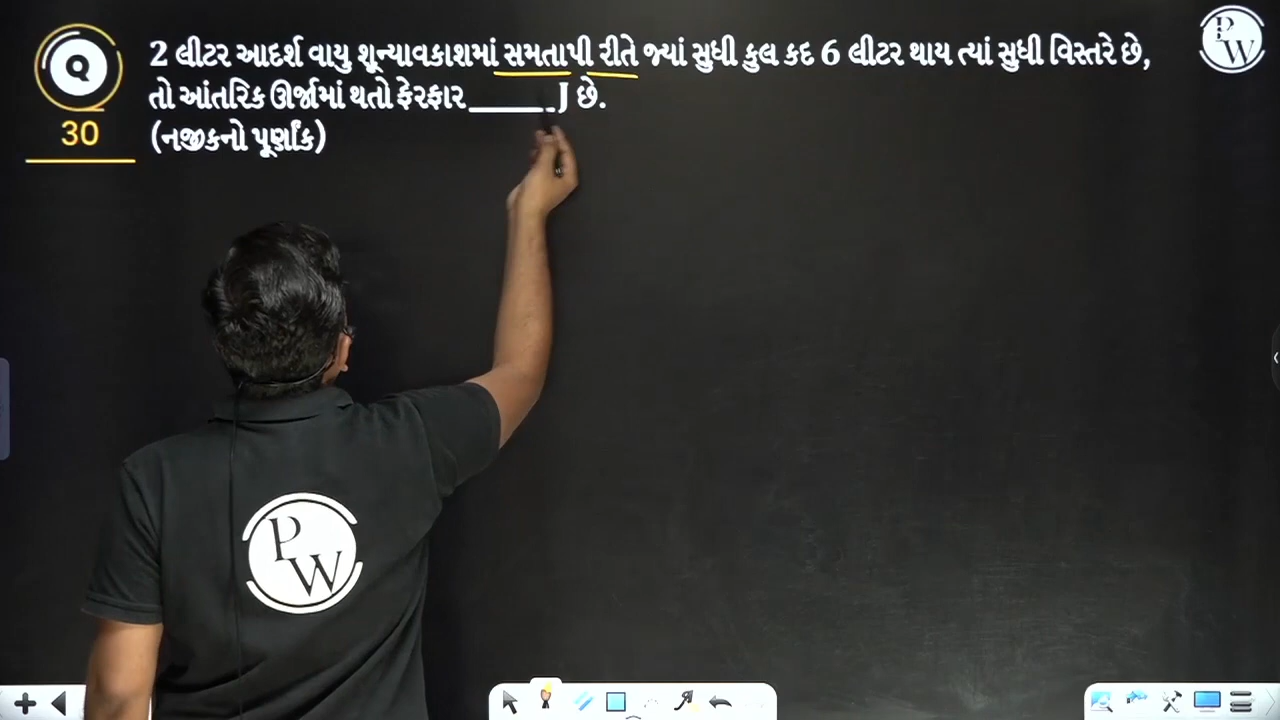 Q
30
2 લીટર આદર્શ વાયુ શૂન્યાવકાશમાં સમતાપી રીતે જ્યાં સુધી કુલ કદ 6 લીટર થાય ત્યાં સુધી વિસ્તરે છે,
તો આંતરિક ઊર્જામાં થતો ફેરફાર ______ J છે.
(નજીકનો પૂર્ણાંક)
PW
PW